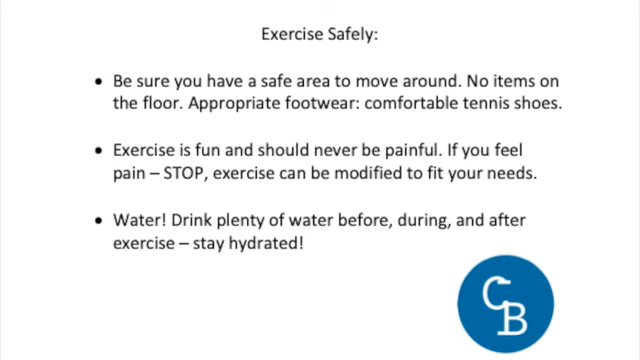 Exercise Safely:
• Be sure you have a safe area to move around. No items on
the floor. Appropriate footwear: comfortable tennis shoes.
• Exercise is fun and should never be painful. If you feel
pain – STOP, exercise can be modified to fit your needs.
• Water! Drink plenty of water before, during, and after
exercise – stay hydrated!
CB